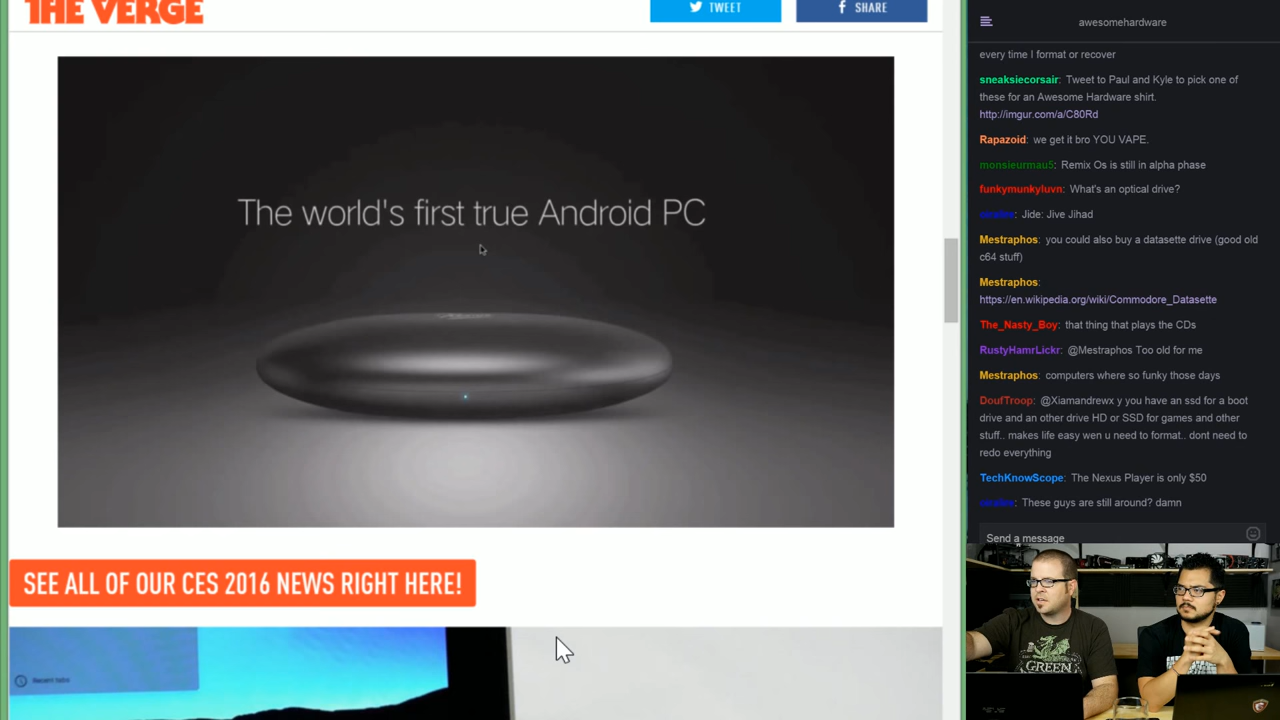 THE VERGE
TWEET
SHARE
The world's first true Android PC
SEE ALL OF OUR CES 2016 NEWS RIGHT HERE!
Recent tabs
awesomehardware
every time I format or recover
sneaksiecorsair: Tweet to Paul and Kyle to pick one of
these for an Awesome Hardware shirt.
http://imgur.com/a/C80Rd
Rapazoid: we get it bro YOU VAPE.
monsieurmau5: Remix Os is still in alpha phase
funkymunkyluvn: What's an optical drive?
: Jide: Jive Jihad
Mestraphos: you could also buy a datasette drive (good old
c64 stuff)
Mestraphos:
https://en.wikipedia.org/wiki/Commodore_Datasette
The_Nasty_Boy: that thing that plays the CDs
RustyHamrLickr: @Mestraphos Too old for me
Mestraphos: computers where so funky those days
DoufTroop: @Xiamandrewx y you have an ssd for a boot
drive and an other drive HD or SSD for games and other
stuff.. makes life easy wen u need to format.. dont need to
redo everything
TechKnowScope: The Nexus Player is only $50
: These guys are still around? damn
Send a message
GREEN